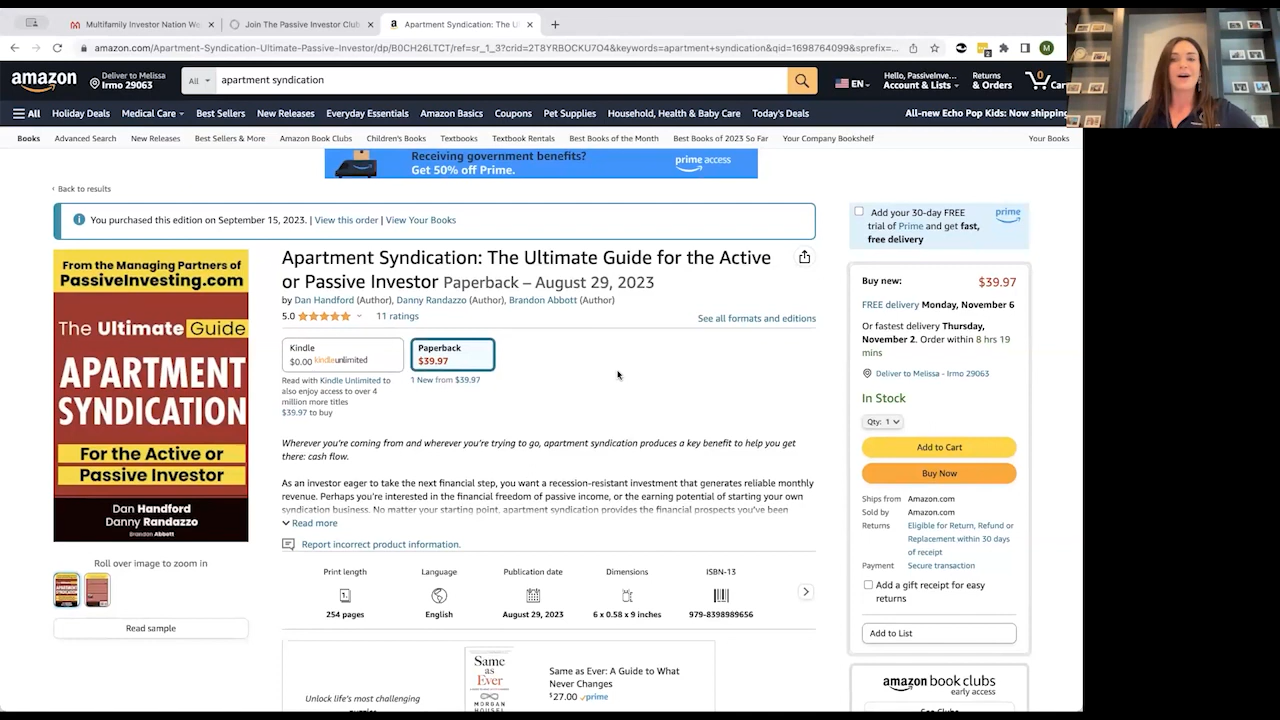 Multifamily Investor Nation We
Join The Passive Investor Club
Apartment Syndication: The Ul
amazon.com/Apartment-Syndication-Ultimate-Passive-Investor/dp/B0CH26LTCT/ref=sr_1_3?crid=2T8YRBOCKU7O4&keywords=apartment+syndication&qid=1698764099&sprefix=...
M
amazon
Deliver to Melissa
Irmo 29063
All
apartment syndication
EN
Hello, PassiveInve...
Account & Lists
Returns
& Orders
0
Car
All
Holiday Deals
Medical Care
Best Sellers
New Releases
Everyday Essentials
Amazon Basics
Coupons
Pet Supplies
Household, Health & Baby Care
Today's Deals
All-new Echo Pop Kids: Now shipping
Books
Advanced Search
New Releases
Best Sellers & More
Amazon Book Clubs
Children's Books
Textbooks
Textbook Rentals
Best Books of the Month
Best Books of 2023 So Far
Your Company Bookshelf
Your Books
Receiving government benefits?
Get 50% off Prime.
prime access
‹ Back to results
You purchased this edition on September 15, 2023. | View this order | View Your Books
From the Managing Partners of
PassiveInvesting.com
The Ultimate Guide
APARTMENT
SYNDICATION
For the Active or
Passive Investor
Dan Handford
Danny Randazzo
Brandon Abbott
Roll over image to zoom in
Read sample
Apartment Syndication: The Ultimate Guide for the Active
or Passive Investor Paperback – August 29, 2023
by Dan Handford (Author), Danny Randazzo (Author), Brandon Abbott (Author)
5.0
11 ratings
See all formats and editions
Kindle
$0.00 kindleunlimited
Paperback
$39.97
Read with Kindle Unlimited to
also enjoy access to over 4
million more titles
$39.97 to buy
1 New from $39.97
Wherever you're coming from and wherever you're trying to go, apartment syndication produces a key benefit to help you get
there: cash flow.
As an investor eager to take the next financial step, you want a recession-resistant investment that generates reliable monthly
revenue. Perhaps you're interested in the financial freedom of passive income, or the earning potential of starting your own
syndication business. No matter your starting point, apartment syndication provides the financial prospects you've been
Read more
Report incorrect product information.
Print length
254 pages
Language
English
Publication date
August 29, 2023
Dimensions
6 x 0.58 x 9 inches
ISBN-13
979-8398989656
Unlock life's most challenging
Same
as
Ever
MORGAN
Same as Ever: A Guide to What
Never Changes
$27.00 prime
Add your 30-day FREE
trial of Prime and get fast,
free delivery
prime
Buy new:
$39.97
FREE delivery Monday, November 6
Or fastest delivery Thursday,
November 2. Order within 8 hrs 19
mins
Deliver to Melissa - Irmo 29063
In Stock
Qty: 1
Add to Cart
Buy Now
Ships from Amazon.com
Sold by Amazon.com
Returns Eligible for Return, Refund or
Replacement within 30 days
of receipt
Payment Secure transaction
Add a gift receipt for easy
returns
Add to List
amazon book clubs
early access